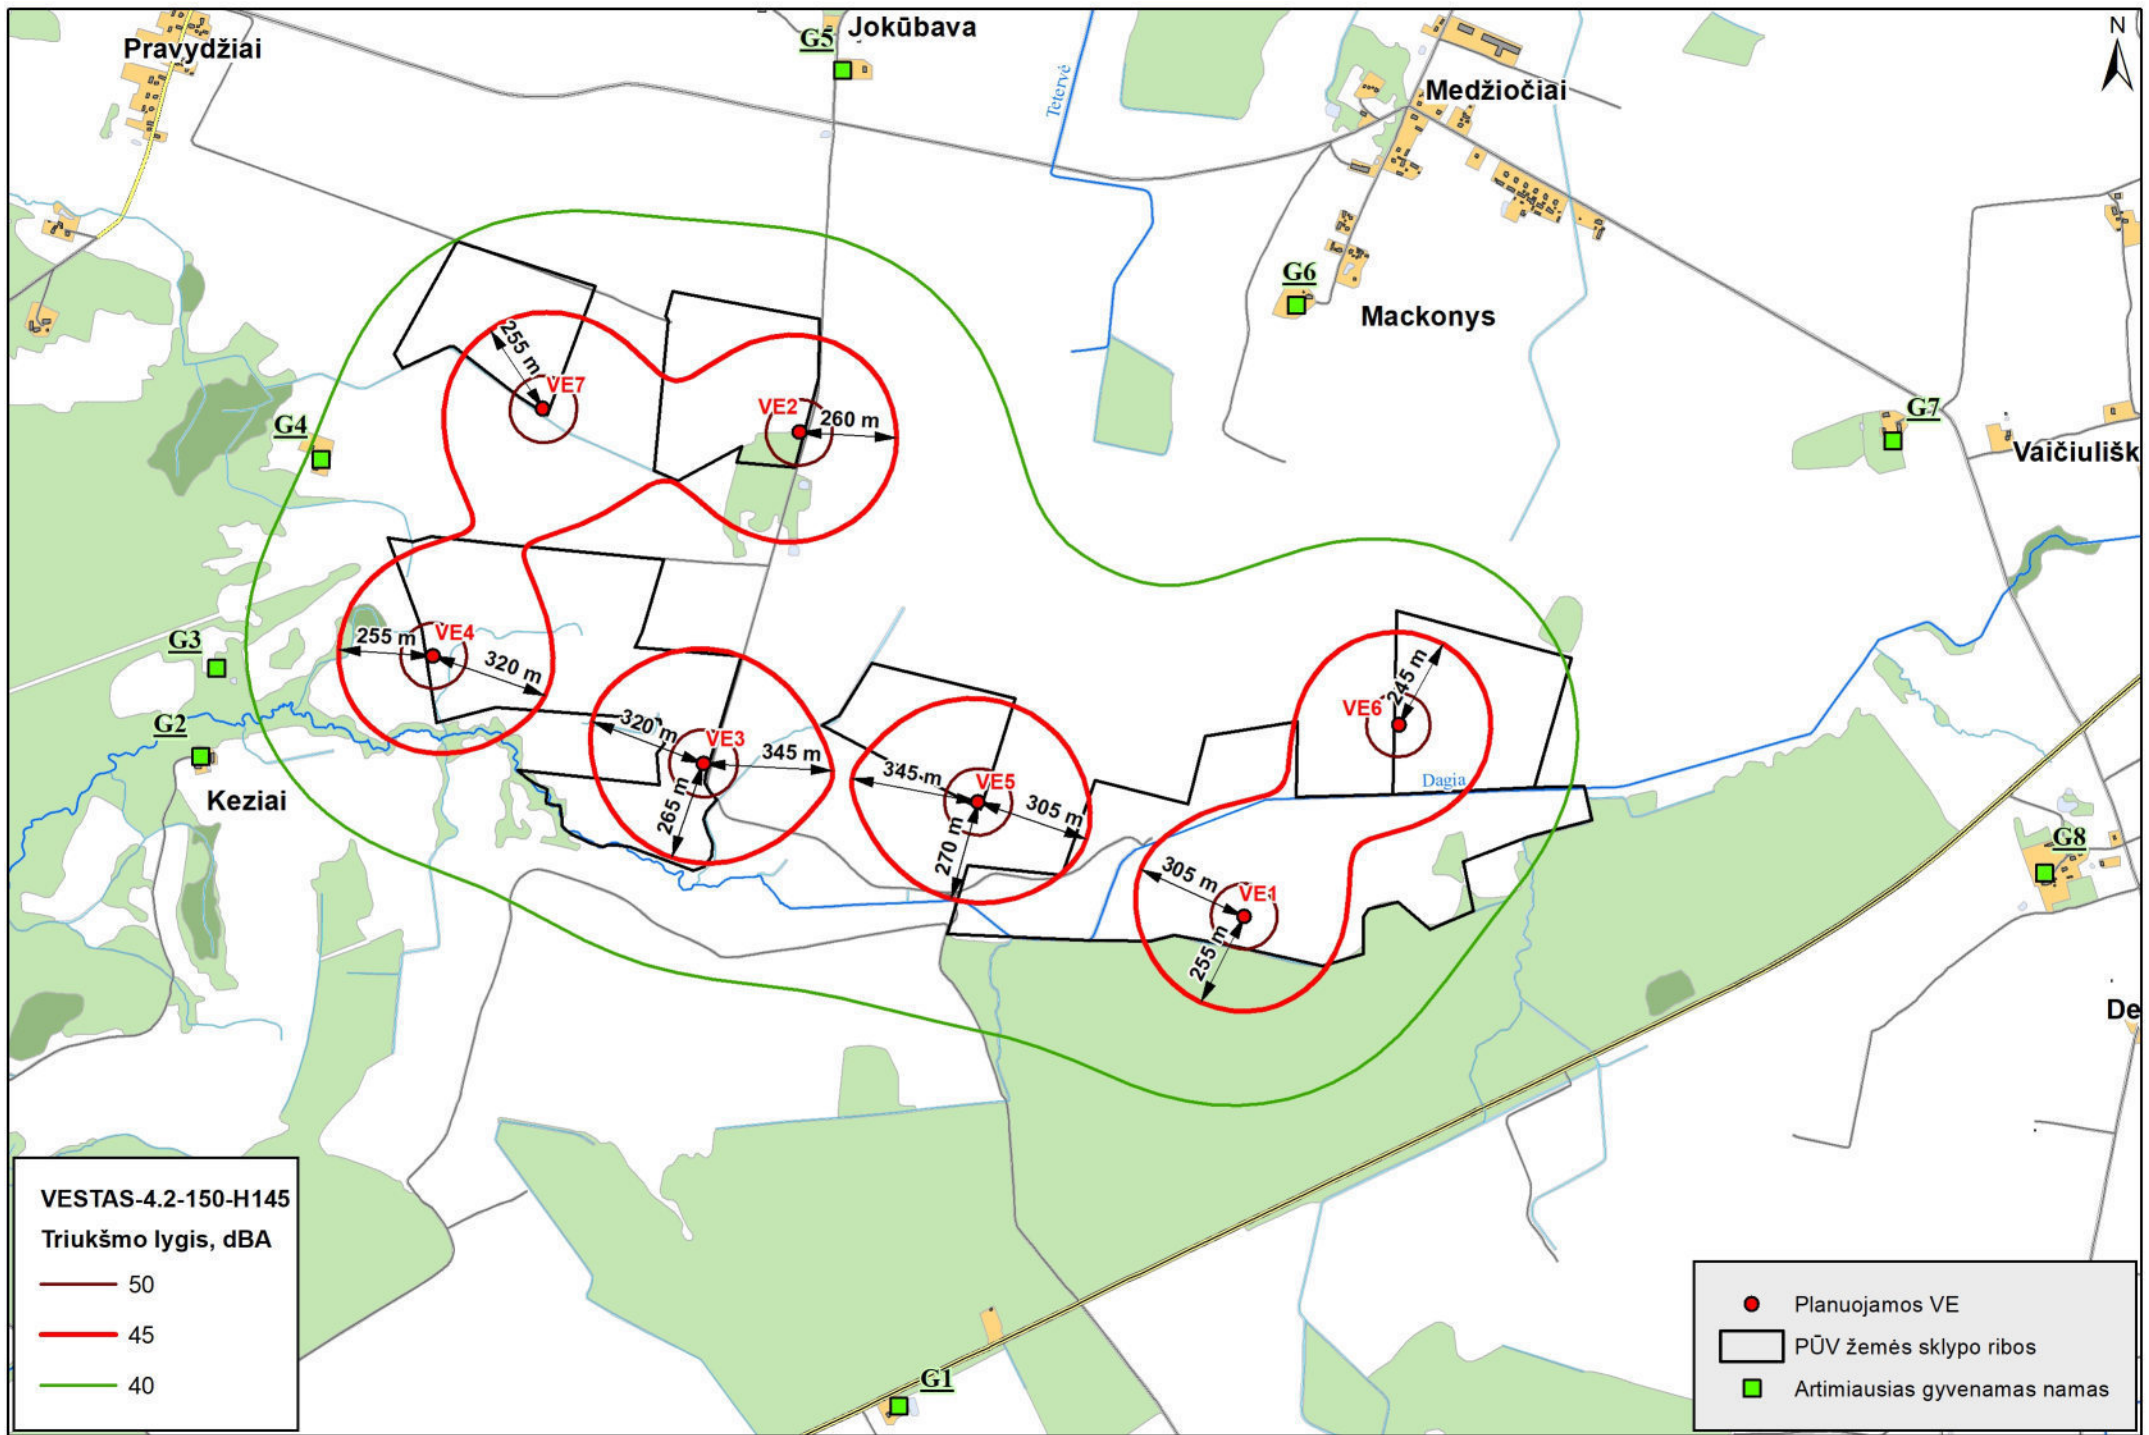 Pravydžiai
G5
Jokūbava
N
Tetervė
Medžiočiai
G6
Mackonys
255 m
VE7
VE2
260 m
G4
G7
Vaičiulišk
255 m
VE4
320 m
G3
G2
Keziai
320 m
VE3
345 m
265 m
345 m
VE5
305 m
270 m
245 m
VE6
Dagia
305 m
VE1
255 m
G8
De
G1
VESTAS-4.2-150-H145
Triukšmo lygis, dBA
50
45
40
Planuojamos VE
PŪV žemės sklypo ribos
Artimiausias gyvenamas namas